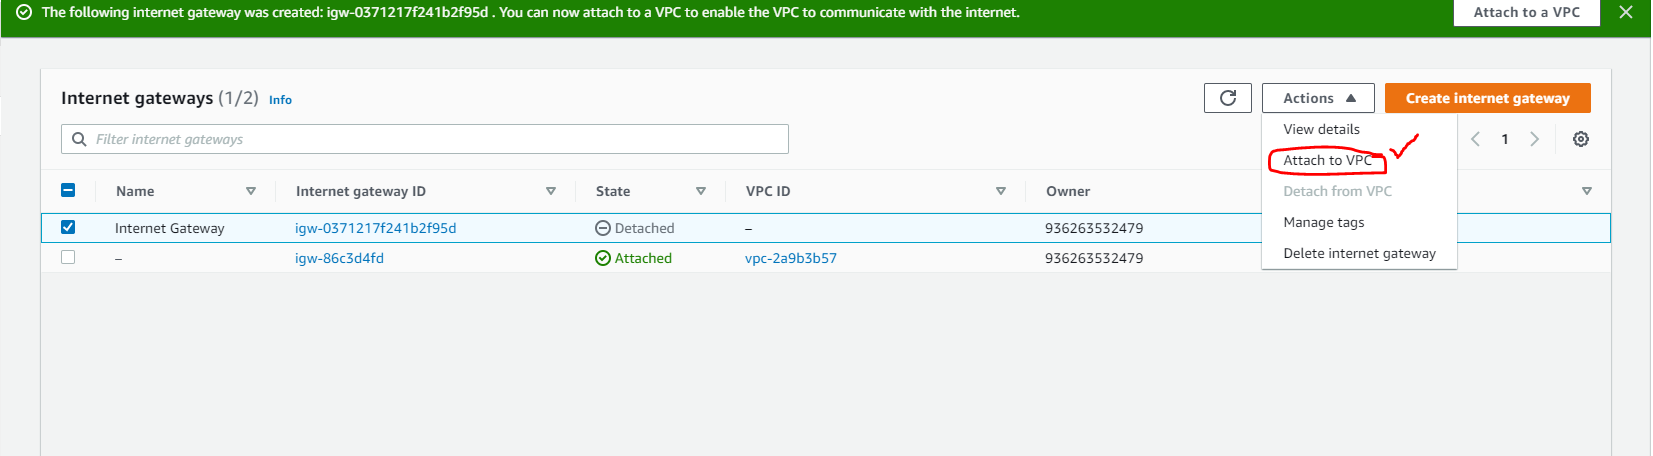 The following internet gateway was created: igw-0371217f241b2f95d . You can now attach to a VPC to enable the VPC to communicate with the internet. Attach to a VPC
Internet gateways (1/2) Info Actions Create internet gateway
Filter internet gateways 1
View details
Attach to VPC
Detach from VPC
Manage tags
Delete internet gateway
Name Internet gateway ID State VPC ID Owner
Internet Gateway igw-0371217f241b2f95d Detached – 936263532479
– igw-86c3d4fd Attached vpc-2a9b3b57 936263532479